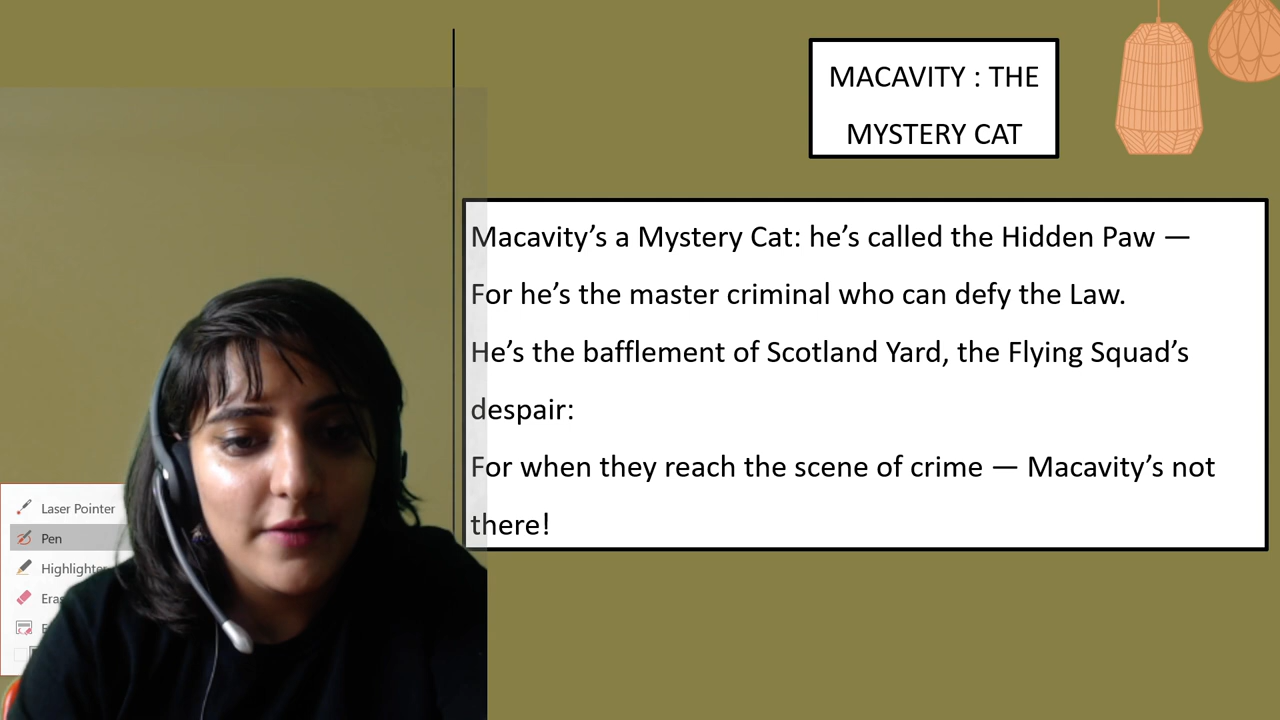 MACAVITY : THE
MYSTERY CAT
Macavity’s a Mystery Cat: he’s called the Hidden Paw —
For he’s the master criminal who can defy the Law.
He’s the bafflement of Scotland Yard, the Flying Squad’s
despair:
For when they reach the scene of crime — Macavity’s not
there!
Laser Pointer
Pen
Highlighter